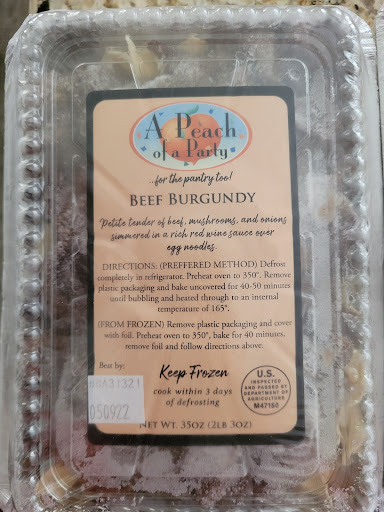 A Peach
of a Party
...for the pantry too!
BEEF BURGUNDY
Petite tender of beef, mushrooms, and onions
simmered in a rich red wine sauce over
egg noodles.
DIRECTIONS: (PREFFERED METHOD) Defrost
completely in refrigerator. Preheat oven to 350°. Remove
plastic packaging and bake uncovered for 40-50 minutes
until bubbling and heated through to an internal
temperature of 165°.
(FROM FROZEN) Remove plastic packaging and cover
with foil. Preheat oven to 350°, bake for 40 minutes,
remove foil and follow directions above.
Best by:
050922
Keep Frozen
cook within 3 days
of defrosting
U.S.
INSPECTED
AND PASSED BY
DEPARTMENT OF
AGRICULTURE
M47162
NET WT. 35OZ (2LB 3OZ)